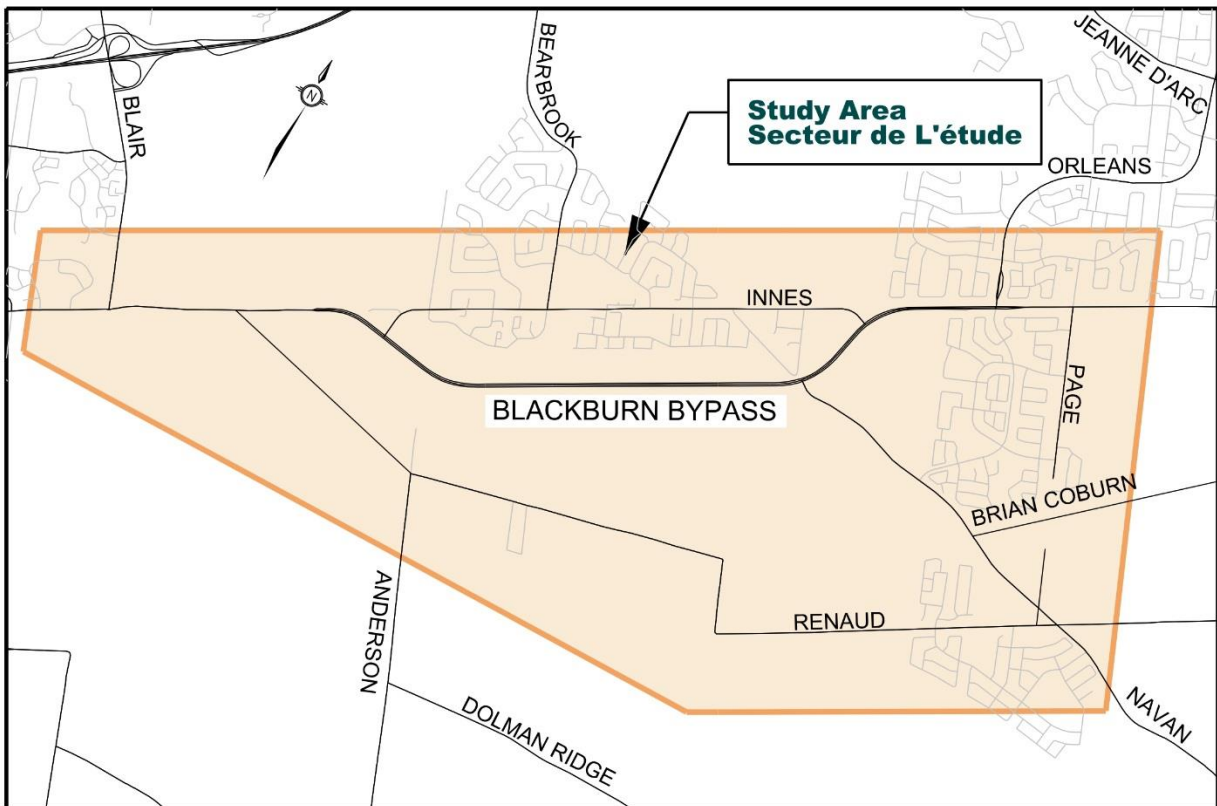 JEANNE D'ARC
BEARBROOK
BLAIR
N
Study Area
Secteur de L'étude
ORLEANS
INNES
PAGE
BLACKBURN BYPASS
BRIAN COBURN
ANDERSON
RENAUD
DOLMAN RIDGE
NAVAN